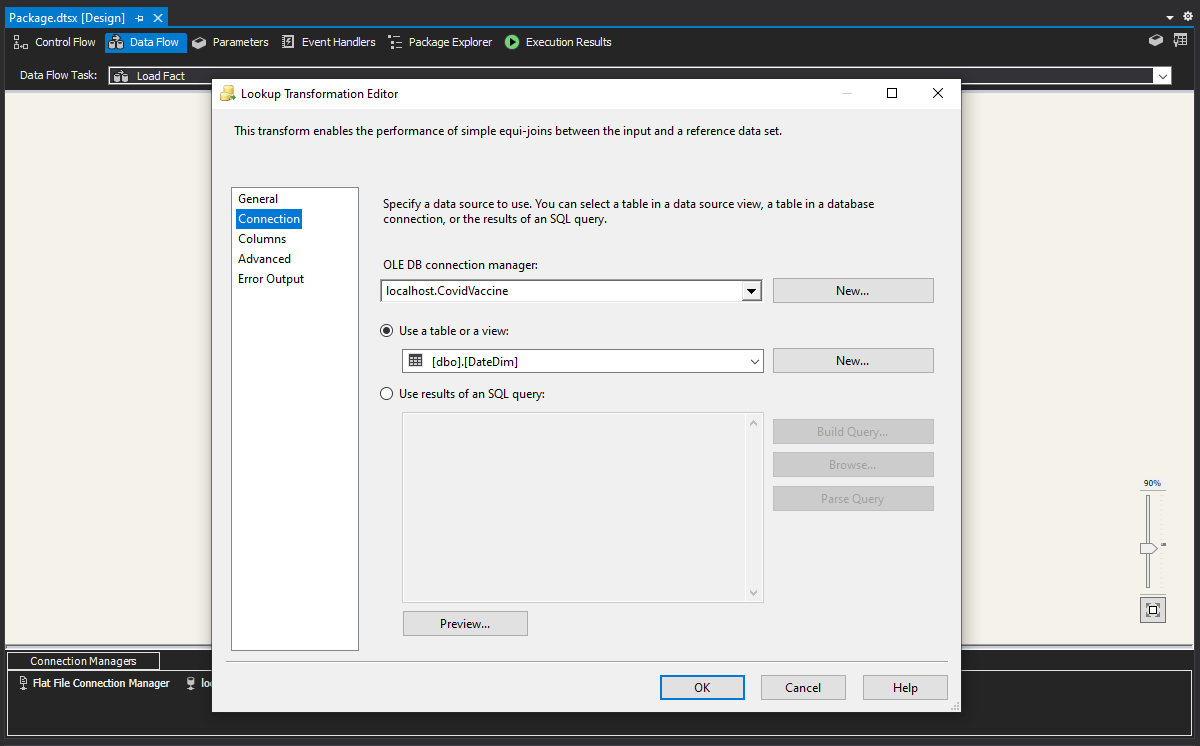 Package.dtsx [Design]
Control Flow
Data Flow
Parameters
Event Handlers
Package Explorer
Execution Results
Data Flow Task:
Load Fact
Lookup Transformation Editor
This transform enables the performance of simple equi-joins between the input and a reference data set.
General
Connection
Columns
Advanced
Error Output
Specify a data source to use. You can select a table in a data source view, a table in a database
connection, or the results of an SQL query.
OLE DB connection manager:
localhost.CovidVaccine
New...
Use a table or a view:
[dbo].[DateDim]
New...
Use results of an SQL query:
Build Query...
Browse...
Parse Query
Preview...
90%
OK
Cancel
Help
Connection Managers
Flat File Connection Manager